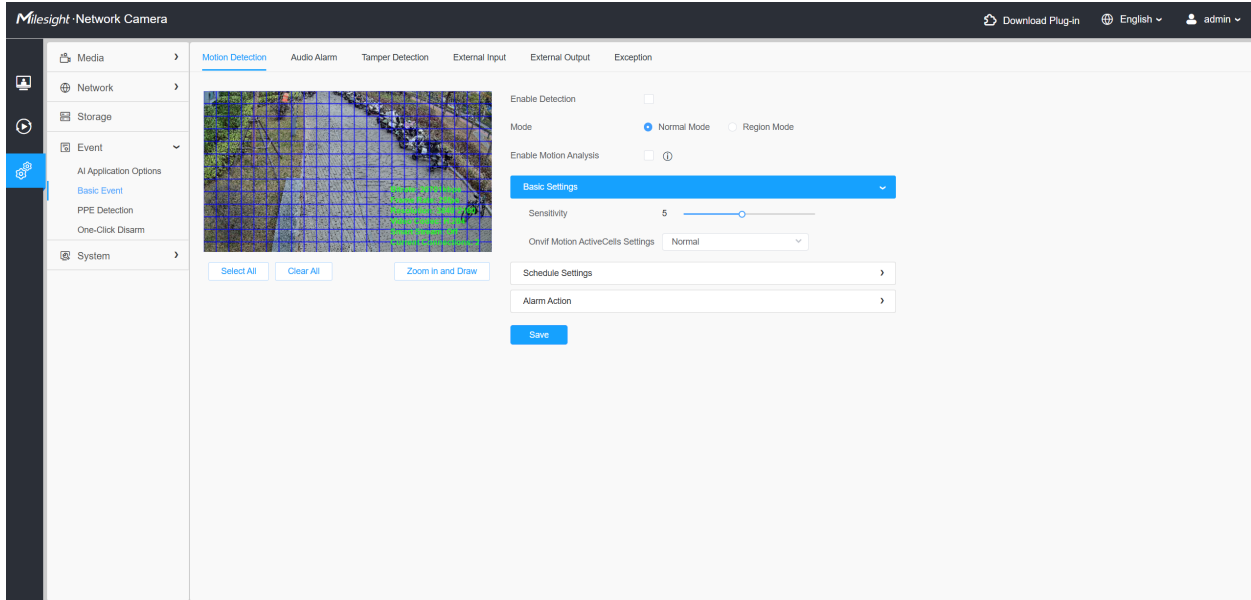 Milesight · Network Camera
Download Plug-in
English
admin
Media
Network
Storage
Event
AI Application Options
Basic Event
PPE Detection
One-Click Disarm
System
Motion Detection
Audio Alarm
Tamper Detection
External Input
External Output
Exception
Select All
Clear All
Zoom in and Draw
Enable Detection
Mode
Normal Mode
Region Mode
Enable Motion Analysis
Basic Settings
Sensitivity
5
Onvif Motion ActiveCells Settings
Normal
Schedule Settings
Alarm Action
Save